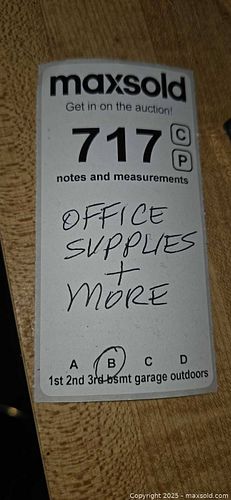 maxsold
Get in on the auction!
717 C
P
notes and measurements
OFFICE
SUPPLIES
+
MORE
A B C D
1st 2nd 3rd bsmt garage outdoors
Copyright 2025 - maxsold.com